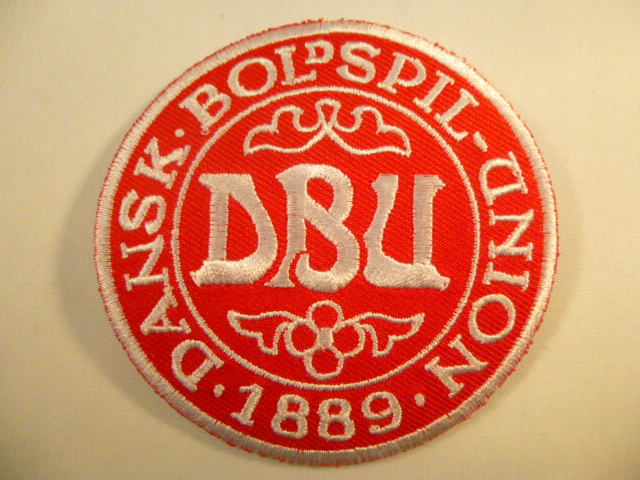 DANSK · BOLDSPIL-UNION
DBU
· 1889 ·